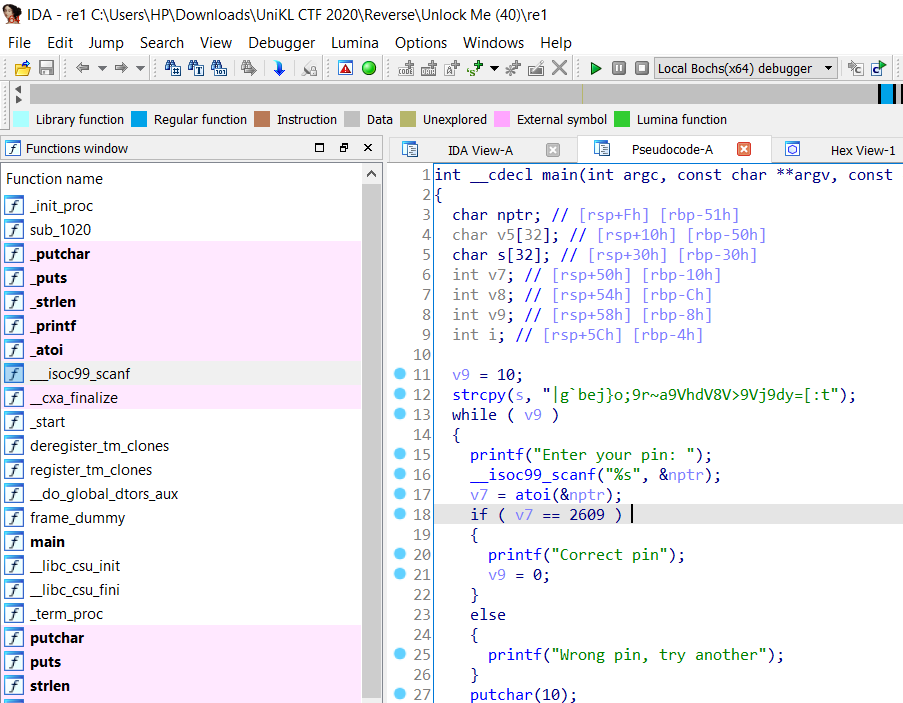 IDA - re1 C:\Users\HP\Downloads\UniKL CTF 2020\Reverse\Unlock Me (40)\re1
File Edit Jump Search View Debugger Lumina Options Windows Help
Local Bochs(x64) debugger
Library function Regular function Instruction Data Unexplored External symbol Lumina function
Functions window
Function name
_init_proc
sub_1020
_putchar
_puts
_strlen
_printf
_atoi
___isoc99_scanf
__cxa_finalize
_start
deregister_tm_clones
register_tm_clones
__do_global_dtors_aux
frame_dummy
main
__libc_csu_init
__libc_csu_fini
_term_proc
putchar
puts
strlen
IDA View-A Pseudocode-A Hex View-1
1 int __cdecl main(int argc, const char **argv, const
2 {
3 char nptr; // [rsp+Fh] [rbp-51h]
4 char v5[32]; // [rsp+10h] [rbp-50h]
5 char s[32]; // [rsp+30h] [rbp-30h]
6 int v7; // [rsp+50h] [rbp-10h]
7 int v8; // [rsp+54h] [rbp-Ch]
8 int v9; // [rsp+58h] [rbp-8h]
9 int i; // [rsp+5Ch] [rbp-4h]
10
11 v9 = 10;
12 strcpy(s, "|g`bej}o;9r~a9VhdV8V>9Vj9dy=[:t");
13 while ( v9 )
14 {
15 printf("Enter your pin: ");
16 __isoc99_scanf("%s", &nptr);
17 v7 = atoi(&nptr);
18 if ( v7 == 2609 )
19 {
20 printf("Correct pin");
21 v9 = 0;
22 }
23 else
24 {
25 printf("Wrong pin, try another");
26 }
27 putchar(10);